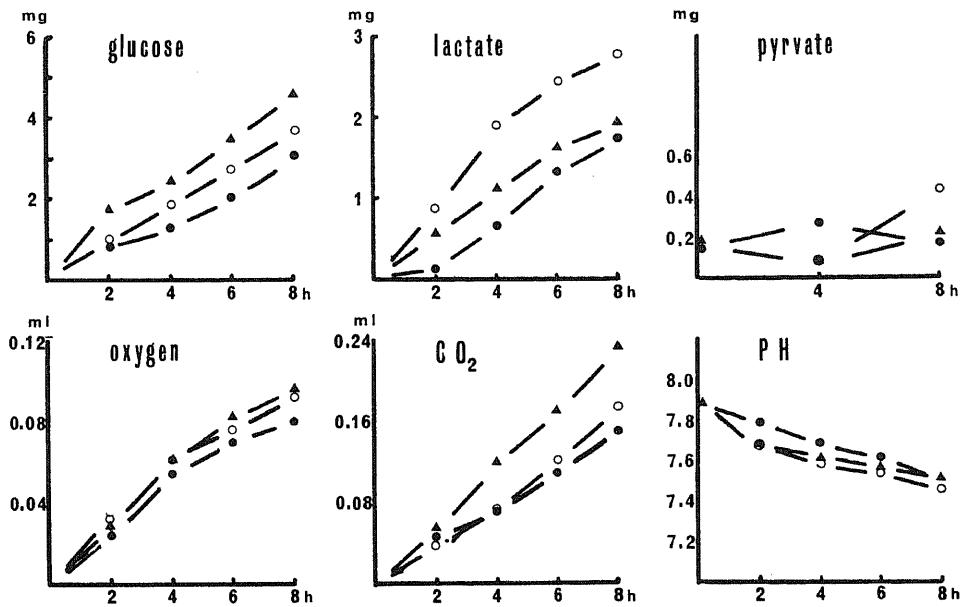 mg
glucose
6
4
2
2 4 6 8 h
mg
lactate
3
2
1
2 4 6 8 h
mg
pyrvate
0.6
0.4
0.2
4 8 h
ml
oxygen
0.12
0.08
0.04
2 4 6 8 h
CO2
0.24
0.16
0.08
2 4 6 8 h
PH
8.0
7.8
7.6
7.4
7.2
2 4 6 8 h